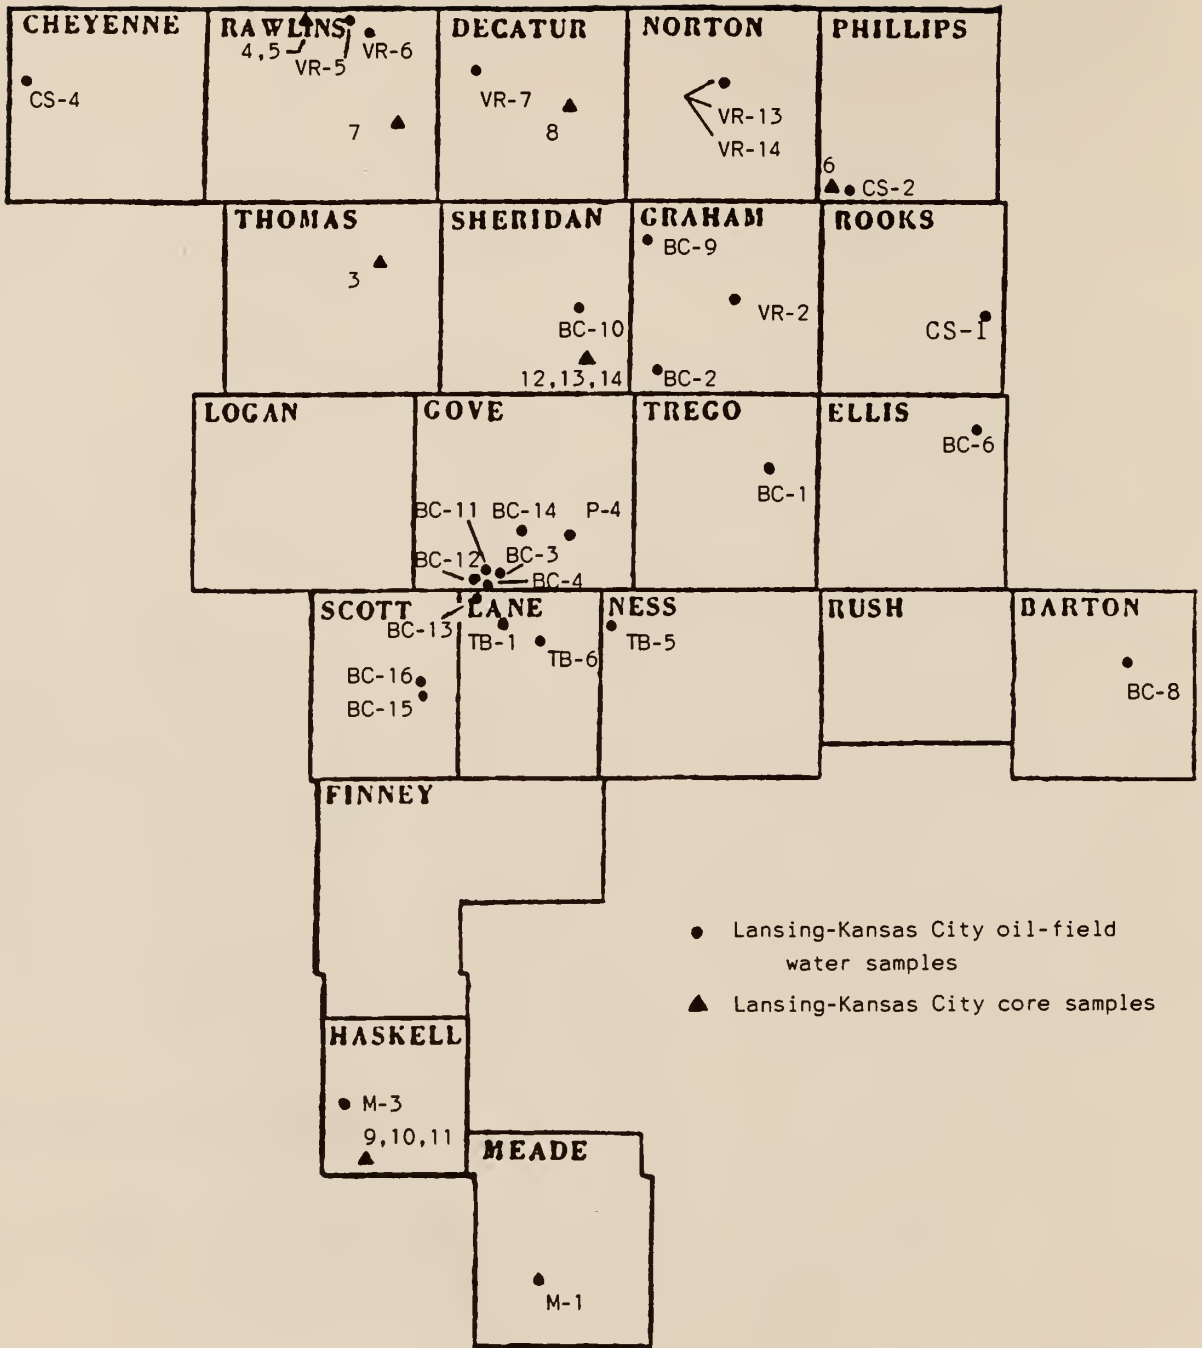 CHEYENNE
RAWLINS
DECATUR
NORTON
PHILLIPS
4,5
VR-5
VR-6
CS-4
VR-7
VR-13
VR-14
7
8
6
CS-2
THOMAS
SHERIDAN
GRAHAM
ROOKS
BC-9
3
VR-2
BC-10
CS-1
12,13,14
BC-2
LOGAN
GOVE
TREGO
ELLIS
BC-6
BC-1
BC-11
BC-14
P-4
BC-12
BC-3
BC-4
SCOTT
LANE
NESS
RUSH
BARTON
BC-13
TB-1
TB-6
TB-5
BC-16
BC-15
BC-8
FINNEY
Lansing-Kansas City oil-field
water samples
Lansing-Kansas City core samples
HASKELL
M-3
9,10,11
MEADE
M-1